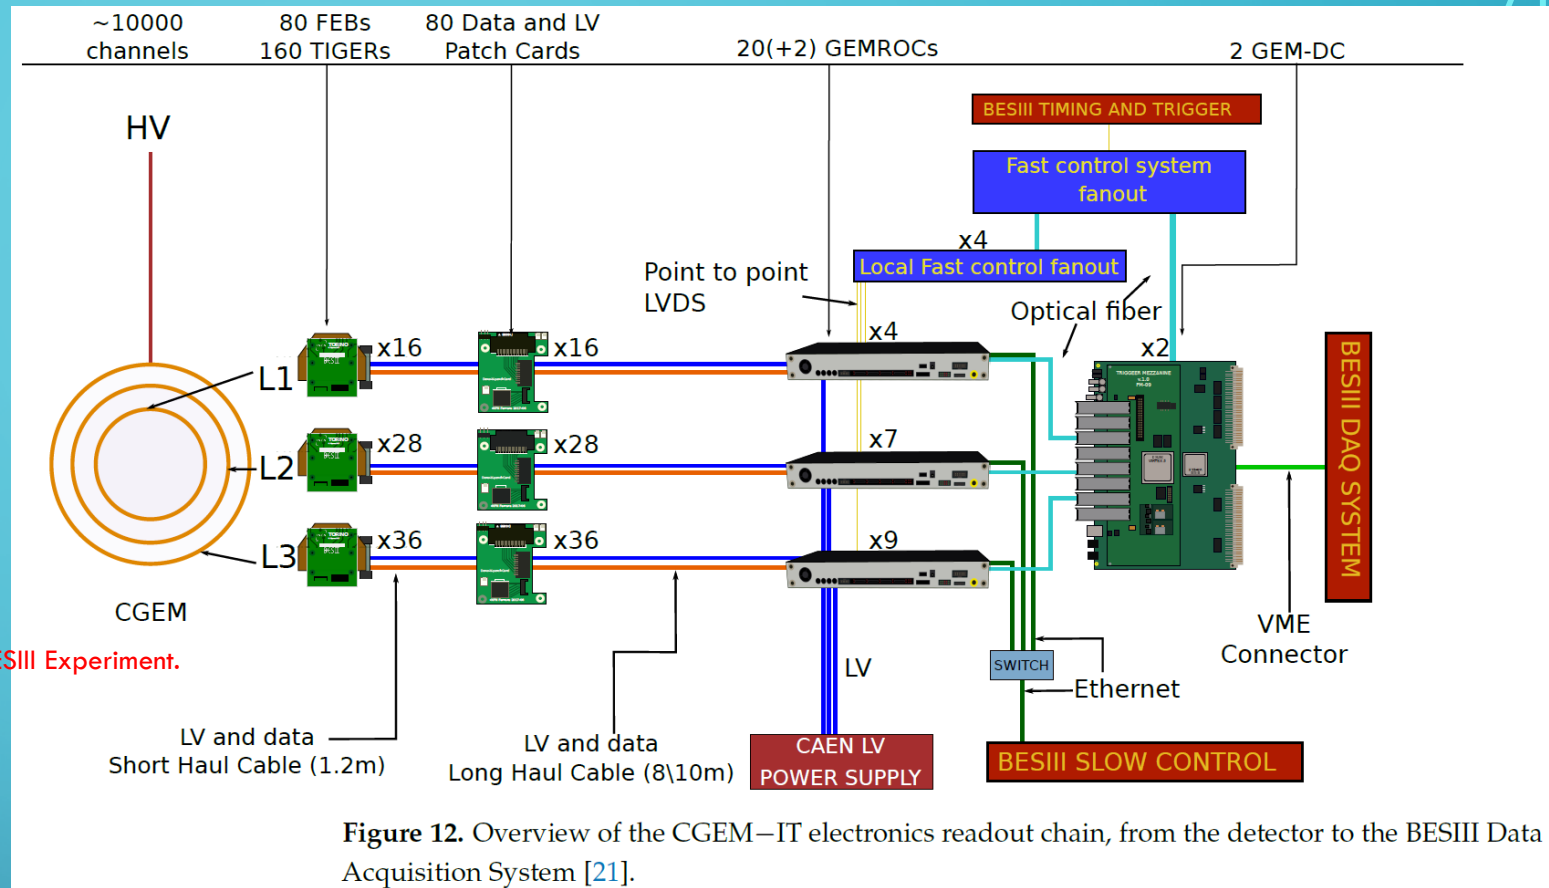 ~10000
channels
80 FEBs
160 TIGERs
80 Data and LV
Patch Cards
20(+2) GEMROCs
2 GEM-DC
BESIII TIMING AND TRIGGER
HV
Fast control system
fanout
x4
Local Fast control fanout
Point to point
LVDS
Optical fiber
x16
x16
x4
x2
L1
TRIGGER MEZZANINE
x28
x28
x7
L2
BESIII DAQ SYSTEM
x36
x36
x9
L3
CGEM
VME
Connector
ESIII Experiment.
SWITCH
LV
Ethernet
LV and data
Short Haul Cable (1.2m)
LV and data
Long Haul Cable (8\10m)
CAEN LV
POWER SUPPLY
BESIII SLOW CONTROL
Figure 12. Overview of the CGEM–IT electronics readout chain, from the detector to the BESIII Data
Acquisition System [21].